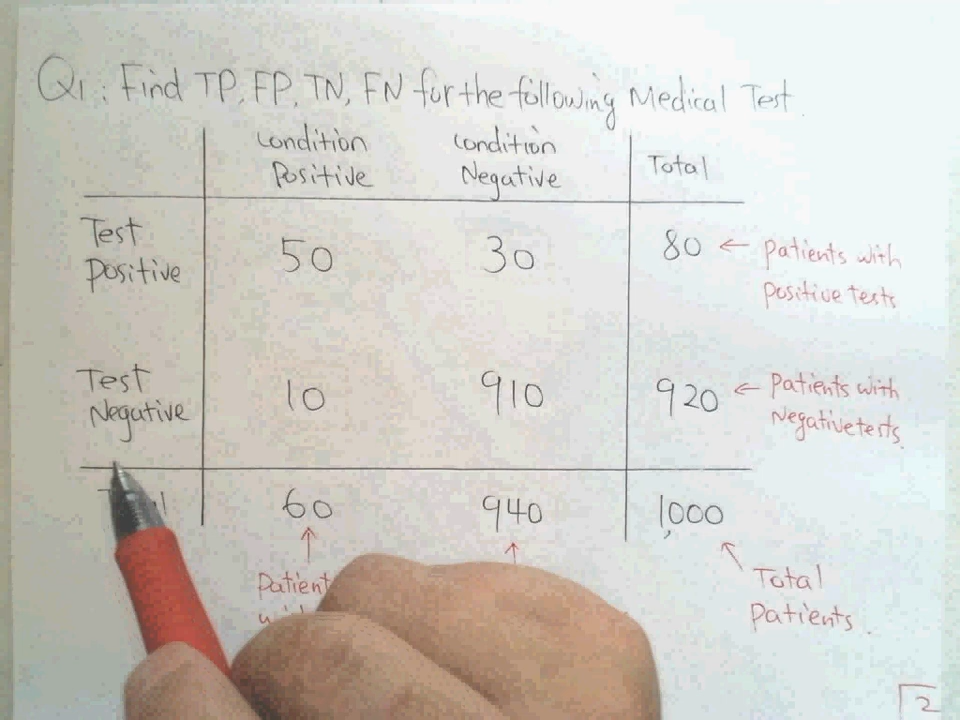 Q1: Find TP, FP, TN, FN for the following Medical Test
Condition Positive
Condition Negative
Total
Test Positive
50
30
80
← Patients with positive tests
Test Negative
10
910
920
← Patients with Negative tests.
60
940
1,000
Total Patients.
2